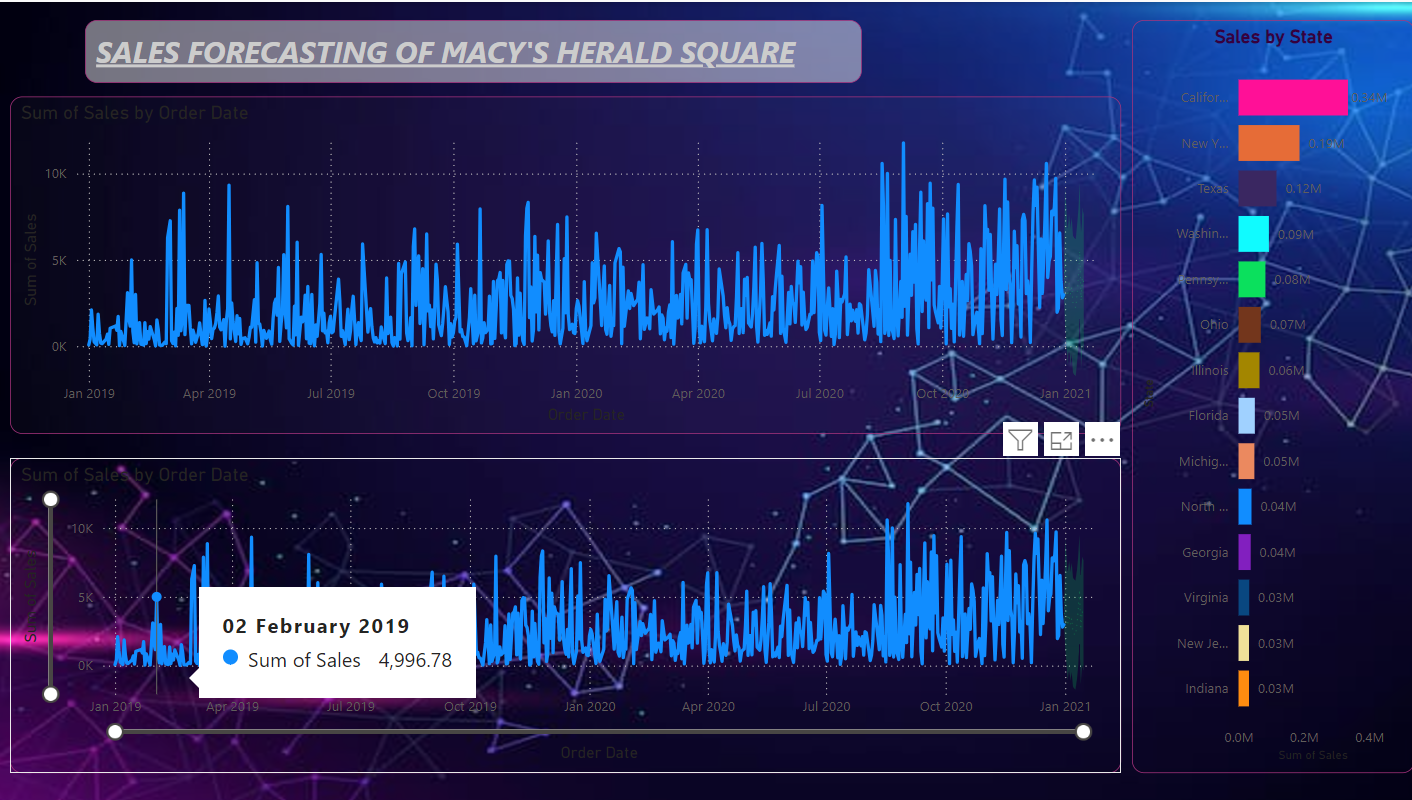 SALES FORECASTING OF MACY'S HERALD SQUARE
Sum of Sales by Order Date
Sum of Sales
10K
5K
0K
Jan 2019 Apr 2019 Jul 2019 Oct 2019 Jan 2020 Apr 2020 Jul 2020 Oct 2020 Jan 2021
Order Date
Sum of Sales by Order Date
Sum of Sales
10K
5K
0K
02 February 2019
Sum of Sales 4,996.78
Jan 2019 Apr 2019 Jul 2019 Oct 2019 Jan 2020 Apr 2020 Jul 2020 Oct 2020 Jan 2021
Order Date
Sales by State
Califor... 0.34M
New Y... 0.19M
Texas 0.12M
Washin... 0.09M
Pennsy... 0.08M
Ohio 0.07M
Illinois 0.06M
Florida 0.05M
Michig... 0.05M
North ... 0.04M
Georgia 0.04M
Virginia 0.03M
New Je... 0.03M
Indiana 0.03M
0.0M 0.2M 0.4M
Sum of Sales